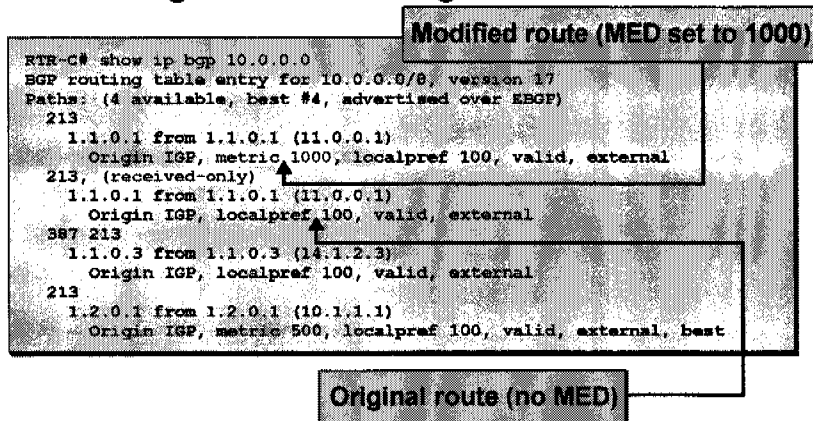 Modified route (MED set to 1000)
RTR-C# show ip bgp 10.0.0.0
BGP routing table entry for 10.0.0.0/8, version 17
Paths: (4 available, best #4, advertised over EBGP)
213
1.1.0.1 from 1.1.0.1 (11.0.0.1)
Origin IGP, metric 1000, localpref 100, valid, external
213, (received-only)
1.1.0.1 from 1.1.0.1 (11.0.0.1)
Origin IGP, localpref 100, valid, external
387 213
1.1.0.3 from 1.1.0.3 (14.1.2.3)
Origin IGP, localpref 100, valid, external
213
1.2.0.1 from 1.2.0.1 (10.1.1.1)
Origin IGP, metric 500, localpref 100, valid, external, best
Original route (no MED)